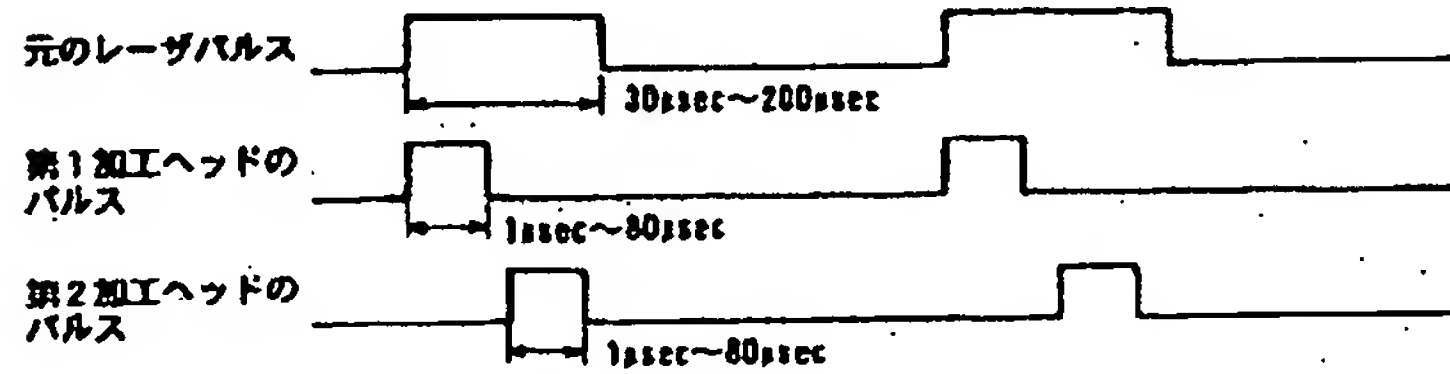 元のレーザパルス
30μsec〜200μsec
第1加工ヘッドの
パルス
1μsec〜80μsec
第2加工ヘッドの
パルス
1μsec〜80μsec